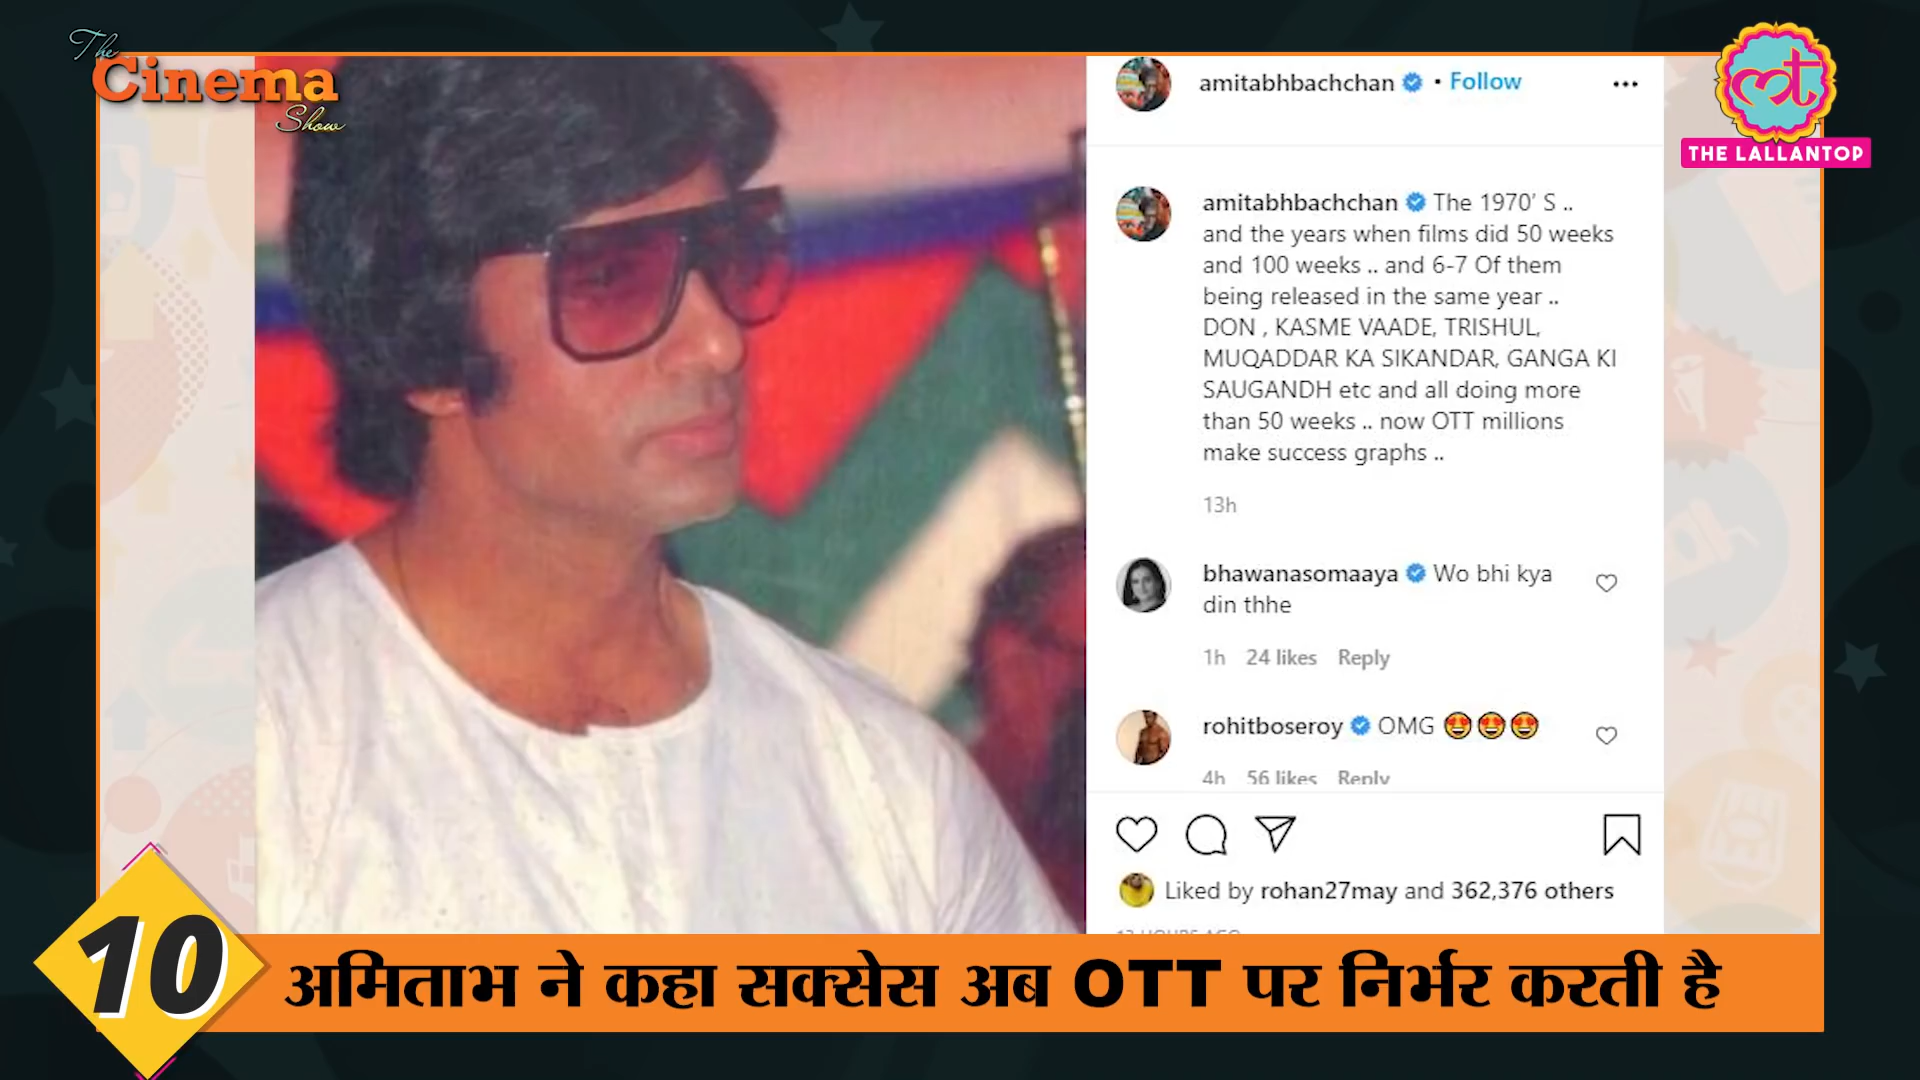 The
Cinema
Show
THE LALLANTOP
amitabhbachchan • Follow
amitabhbachchan The 1970' S ..
and the years when films did 50 weeks
and 100 weeks .. and 6-7 Of them
being released in the same year ..
DON , KASME VAADE, TRISHUL,
MUQADDAR KA SIKANDAR, GANGA KI
SAUGANDH etc and all doing more
than 50 weeks .. now OTT millions
make success graphs ..
13h
bhawanasomaaya Wo bhi kya
din thhe
1h 24 likes Reply
rohitboseroy OMG 😍😍😍
4h 56 likes Reply
Liked by rohan27may and 362,376 others
13 HOURS AGO
10
अमिताभ ने कहा सक्सेस अब OTT पर निर्भर करती है